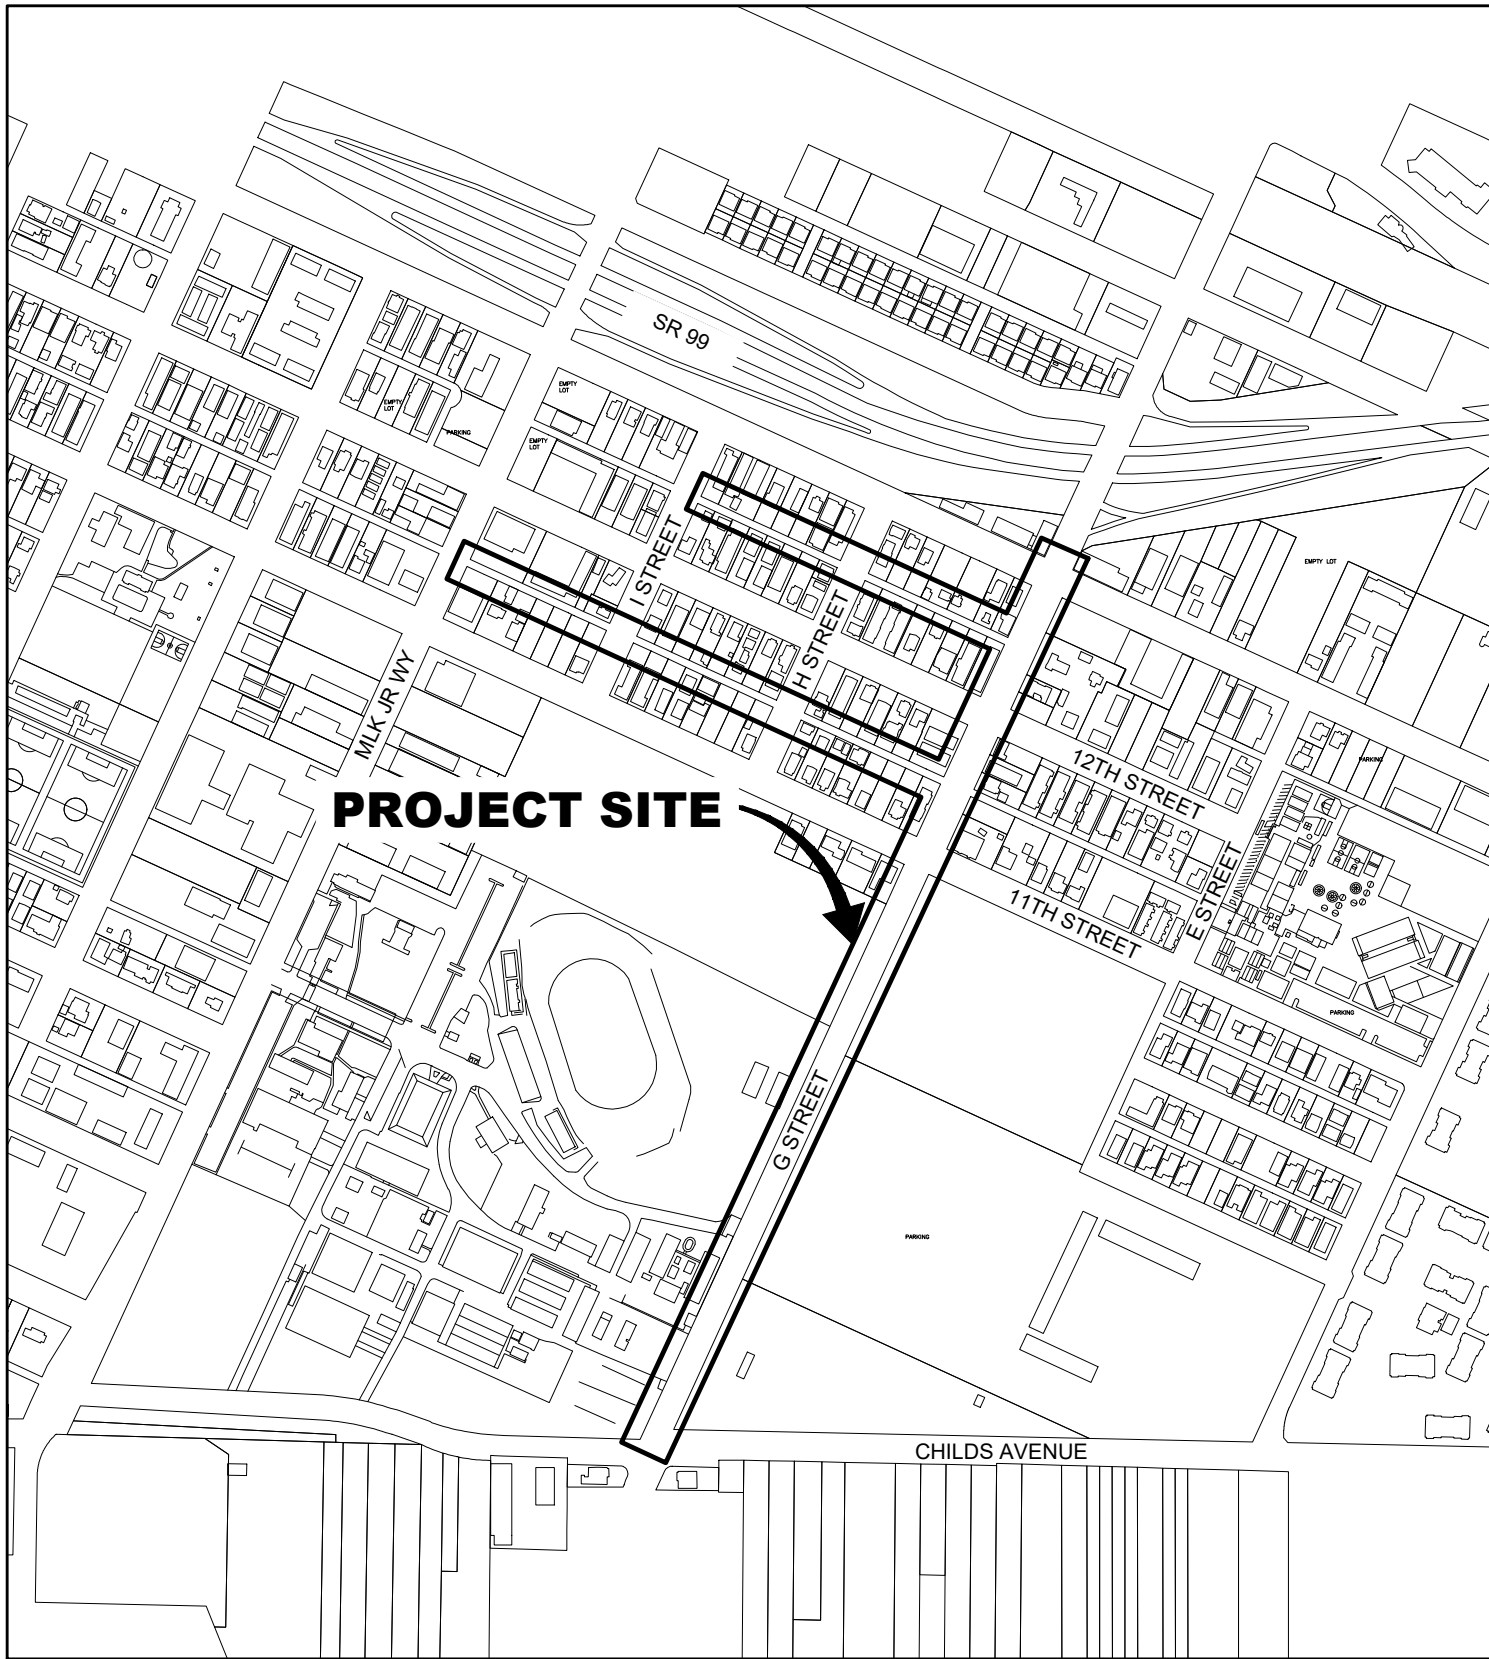 SR 99
EMPTY
LOT
EMPTY
LOT
PARKING
EMPTY
LOT
I STREET
H STREET
EMPTY LOT
MLK JR WY
12TH STREET
PARKING
PROJECT SITE
11TH STREET
E STREET
PARKING
G STREET
PARKING
CHILDS AVENUE